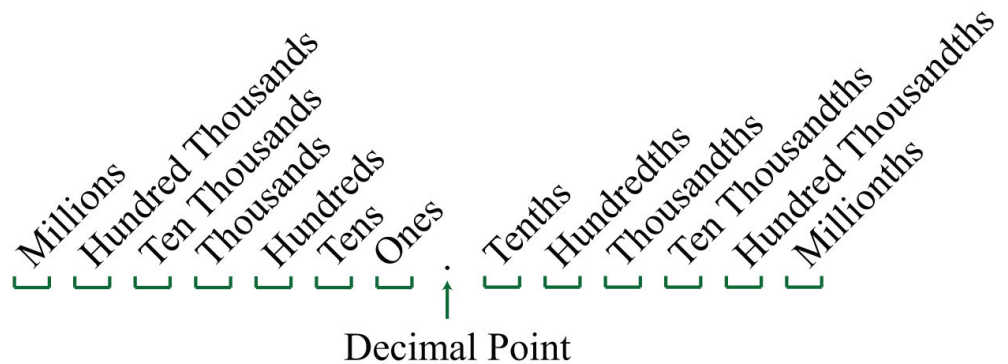 Millions
Hundred Thousands
Ten Thousands
Thousands
Hundreds
Tens
Ones
.
Tenths
Hundredths
Thousandths
Ten Thousandths
Hundred Thousandths
Millionths
Decimal Point